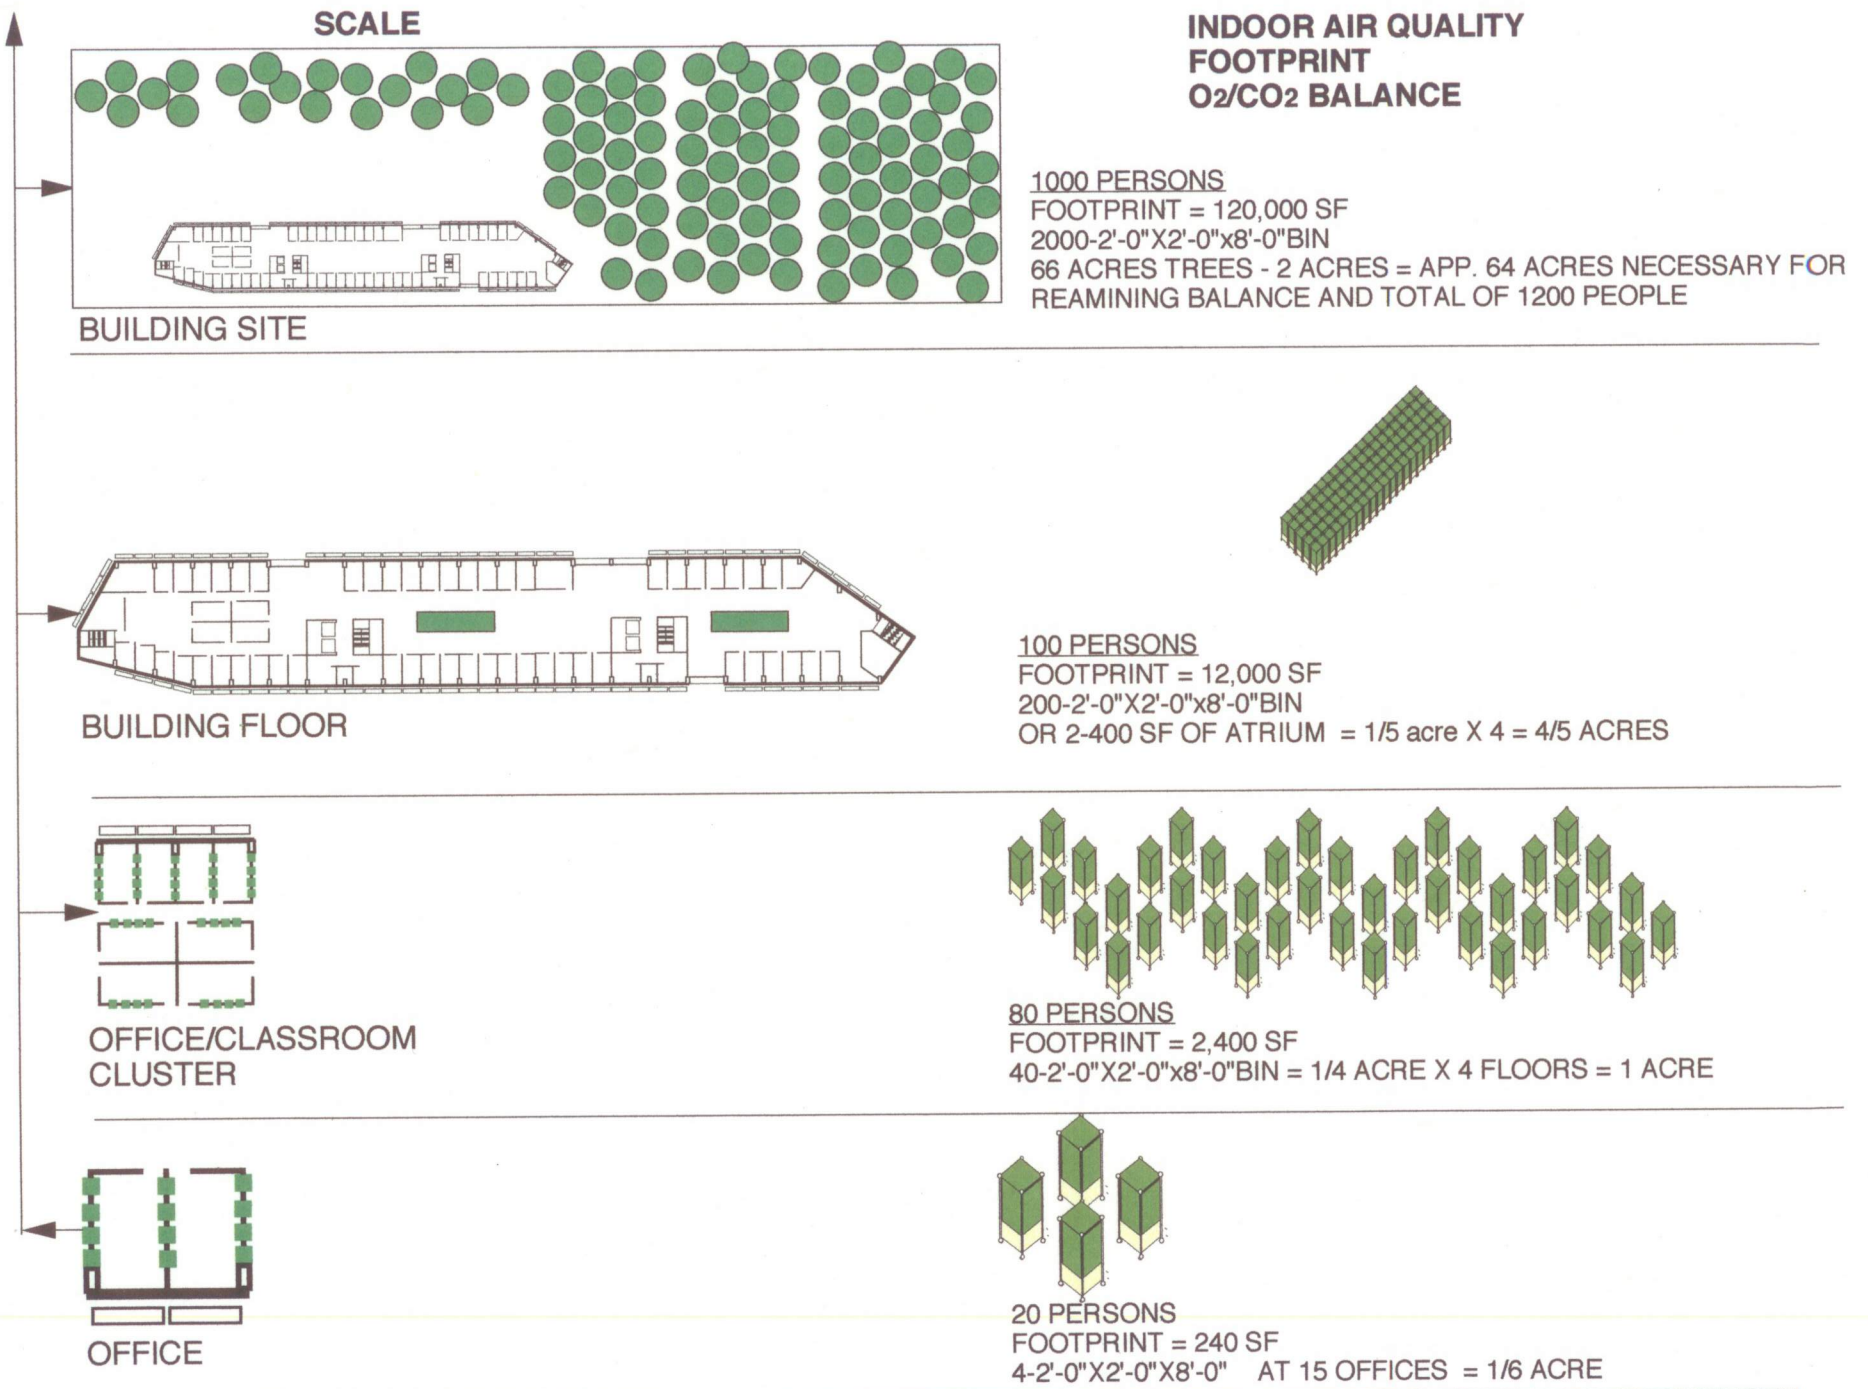 SCALE
INDOOR AIR QUALITY
FOOTPRINT
O2/CO2 BALANCE
1000 PERSONS
FOOTPRINT = 120,000 SF
2000-2'-0"X2'-0"x8'-0"BIN
66 ACRES TREES - 2 ACRES = APP. 64 ACRES NECESSARY FOR
REAMINING BALANCE AND TOTAL OF 1200 PEOPLE
BUILDING SITE
100 PERSONS
FOOTPRINT = 12,000 SF
200-2'-0"X2'-0"x8'-0"BIN
OR 2-400 SF OF ATRIUM = 1/5 acre X 4 = 4/5 ACRES
BUILDING FLOOR
80 PERSONS
FOOTPRINT = 2,400 SF
40-2'-0"X2'-0"x8'-0"BIN = 1/4 ACRE X 4 FLOORS = 1 ACRE
OFFICE/CLASSROOM
CLUSTER
20 PERSONS
FOOTPRINT = 240 SF
4-2'-0"X2'-0"X8'-0" AT 15 OFFICES = 1/6 ACRE
OFFICE